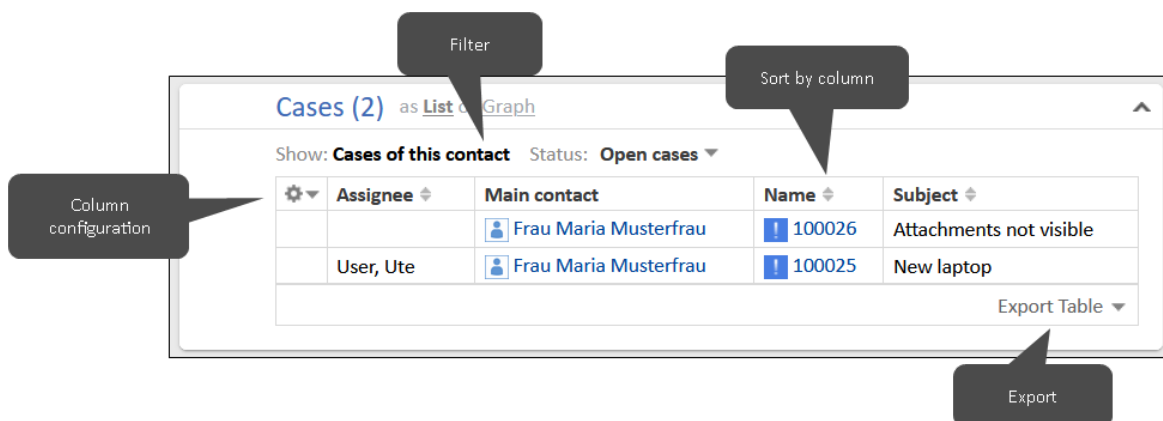 Filter
Sort by column
Cases (2) as List Graph
Show: Cases of this contact Status: Open cases
Column
configuration
Assignee Main contact Name Subject
Frau Maria Musterfrau 100026 Attachments not visible
User, Ute Frau Maria Musterfrau 100025 New laptop
Export Table
Export